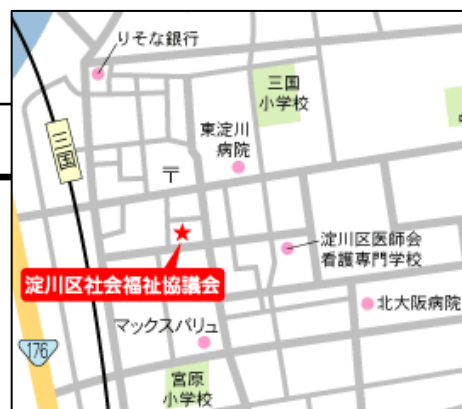 りそな銀行
三国
小学校
東淀川
病院
三国
〒
淀川区医師会
看護専門学校
淀川区社会福祉協議会
北大阪病院
マックスバリュ
176
宮原
小学校